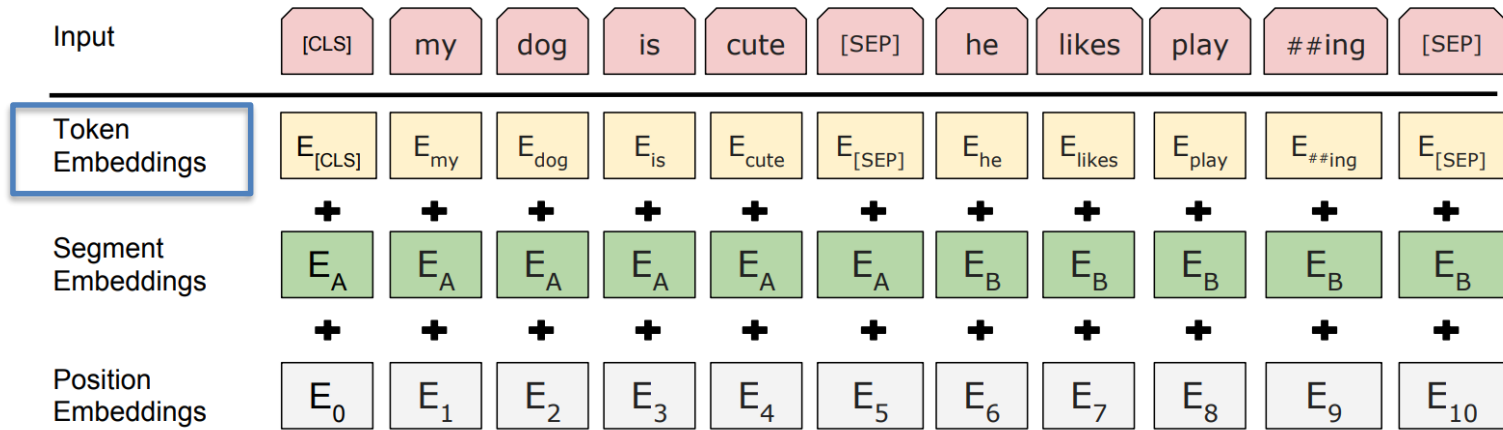 Input [CLS] my dog is cute [SEP] he likes play ##ing [SEP]
Token
Embeddings
E[CLS] Emy Edog Eis Ecute E[SEP] Ehe Elikes Eplay E##ing E[SEP]
+ + + + + + + + + + +
Segment
Embeddings
EA EA EA EA EA EA EB EB EB EB EB
+ + + + + + + + + + +
Position
Embeddings
E0 E1 E2 E3 E4 E5 E6 E7 E8 E9 E10